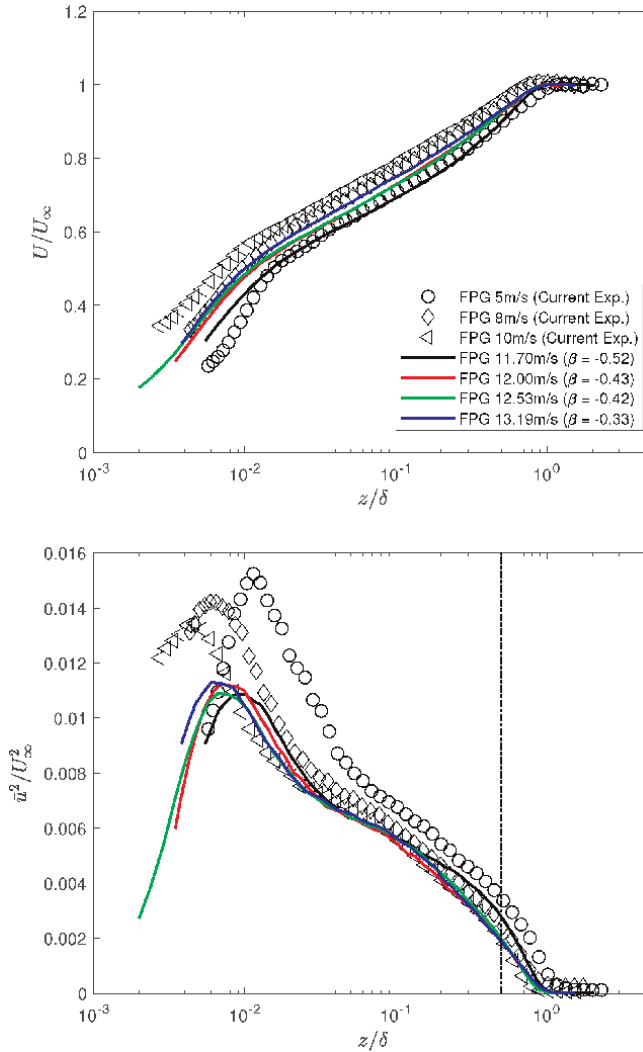 1.2
1
0.8
0.6
0.4
0.2
0
U/U∞
10⁻³ 10⁻² 10⁻¹ 10⁰
z/δ
FPG 5m/s (Current Exp.)
FPG 8m/s (Current Exp.)
FPG 10m/s (Current Exp.)
FPG 11.70m/s (β = -0.52)
FPG 12.00m/s (β = -0.43)
FPG 12.53m/s (β = -0.42)
FPG 13.19m/s (β = -0.33)
0.016
0.014
0.012
0.01
0.008
0.006
0.004
0.002
0
ū²/U²∞
10⁻³ 10⁻² 10⁻¹ 10⁰
z/δ